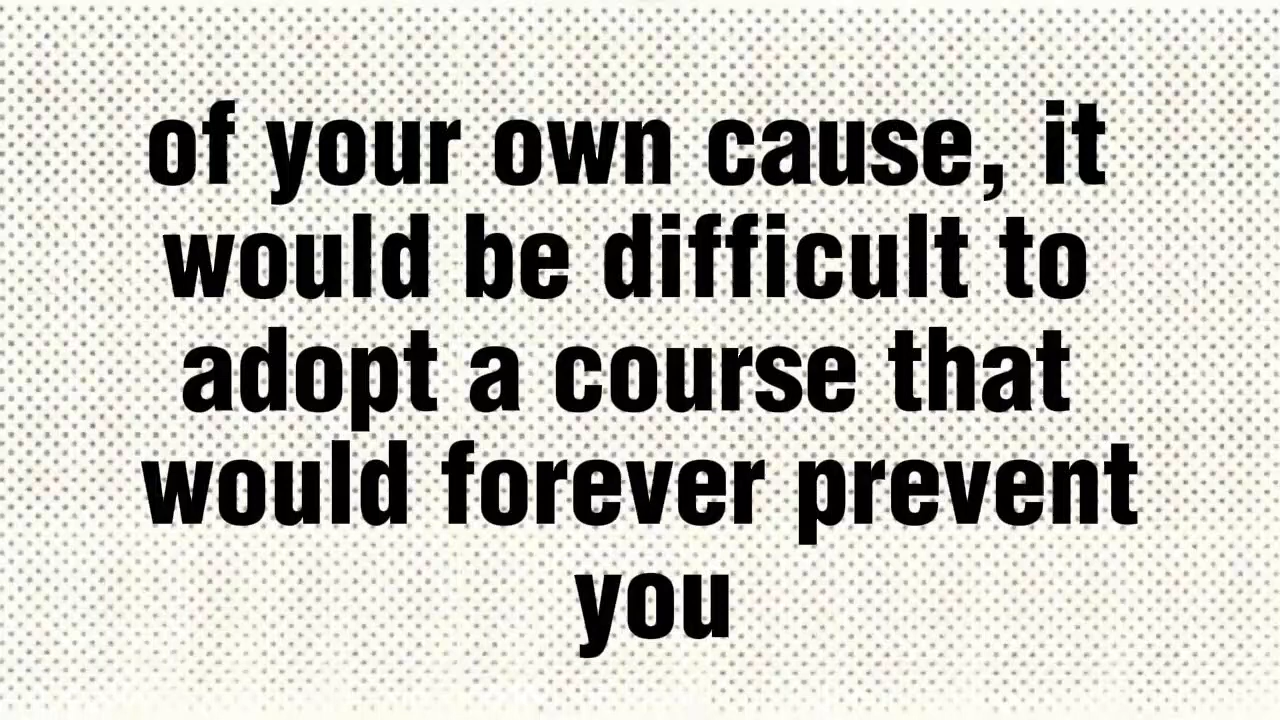 of your own cause, it
would be difficult to
adopt a course that
would forever prevent
you